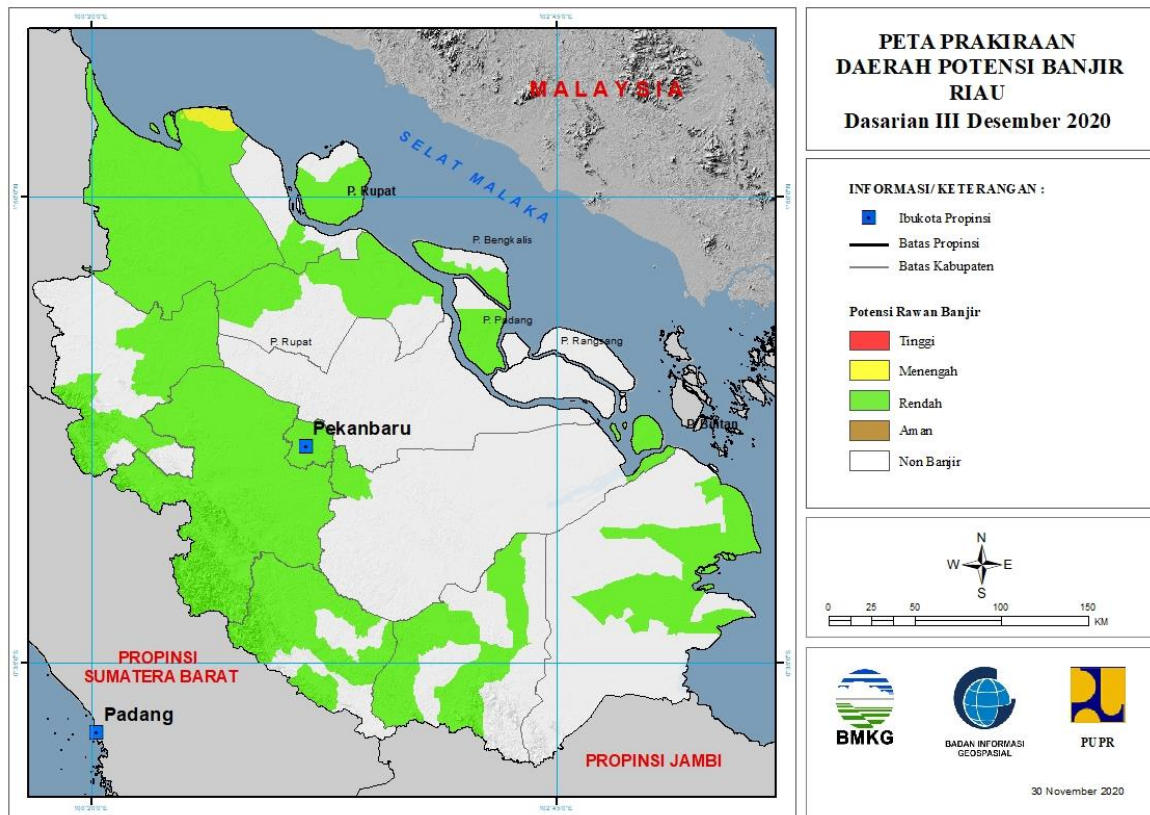 PETA PRAKIRAAN
DAERAH POTENSI BANJIR
RIAU
Dasarian III Desember 2020
INFORMASI/ KETERANGAN :
Ibukota Propinsi
Batas Propinsi
Batas Kabupaten
Potensi Rawan Banjir
Tinggi
Menengah
Rendah
Aman
Non Banjir
N
W E
S
0 25 50 100 150
KM
BMKG
BADAN INFORMASI
GEOSPASIAL
PUPR
30 November 2020
MALAYSIA
SELAT MALAKA
P. Rupat
P. Bengkalis
P. Padang
P. Rupat
P. Rangsang
Pekanbaru
P. Bintan
PROPINSI
SUMATERA BARAT
Padang
PROPINSI JAMBI